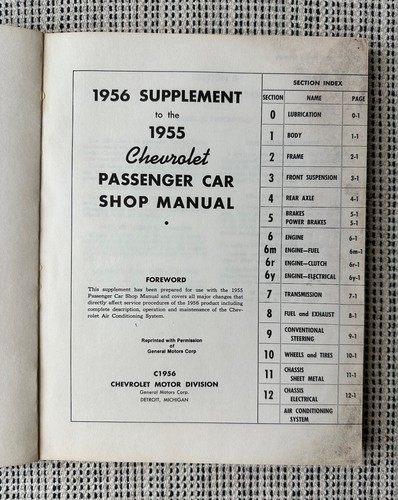 1956 SUPPLEMENT
to the
1955
Chevrolet
PASSENGER CAR
SHOP MANUAL
•
FOREWORD
This supplement has been prepared for use with the 1955
Passenger Car Shop Manual and covers all major changes that
directly affect service procedures of the 1956 product including
complete description, operation and maintenance of the Chev-
rolet Air Conditioning System.
Reprinted with Permission
of
General Motors Corp
C1956
CHEVROLET MOTOR DIVISION
General Motors Corp.
DETROIT, MICHIGAN
SECTION INDEX
SECTION NAME PAGE
0 LUBRICATION 0-1
1 BODY 1-1
2 FRAME 2-1
3 FRONT SUSPENSION 3-1
4 REAR AXLE 4-1
5 BRAKES 5-1
POWER BRAKES 5-1
6 ENGINE 6-1
6m ENGINE—FUEL 6m-1
6r ENGINE—CLUTCH 6r-1
6y ENGINE—ELECTRICAL 6y-1
7 TRANSMISSION 7-1
8 FUEL and EXHAUST 8-1
9 CONVENTIONAL
STEERING 9-1
10 WHEELS and TIRES 10-1
11 CHASSIS
SHEET METAL 11-1
12 CHASSIS
ELECTRICAL 12-1
AIR CONDITIONING
SYSTEM